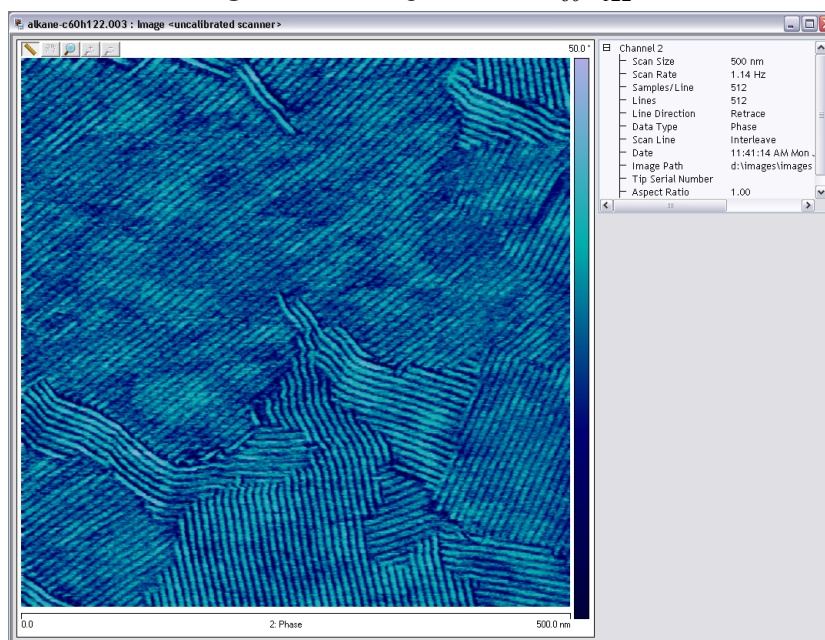 alkane-c60h122.003 : Image <uncalibrated scanner>
50.0 °
Channel 2
Scan Size 500 nm
Scan Rate 1.14 Hz
Samples/Line 512
Lines 512
Line Direction Retrace
Data Type Phase
Scan Line Interleave
Date 11:41:14 AM Mon
Image Path d:\images\images
Tip Serial Number
Aspect Ratio 1.00
0.0 2: Phase 500.0 nm